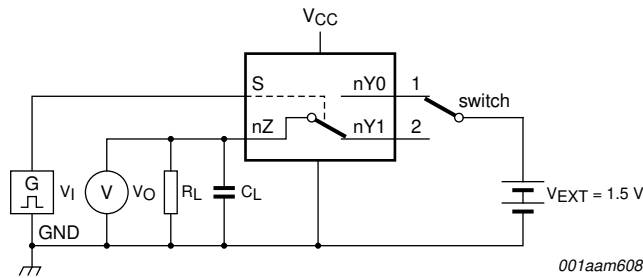 VCC
S
nY0
1
switch
nZ
nY1
2
G
VI
V
VO
RL
CL
VEXT = 1.5 V
GND
001aam608